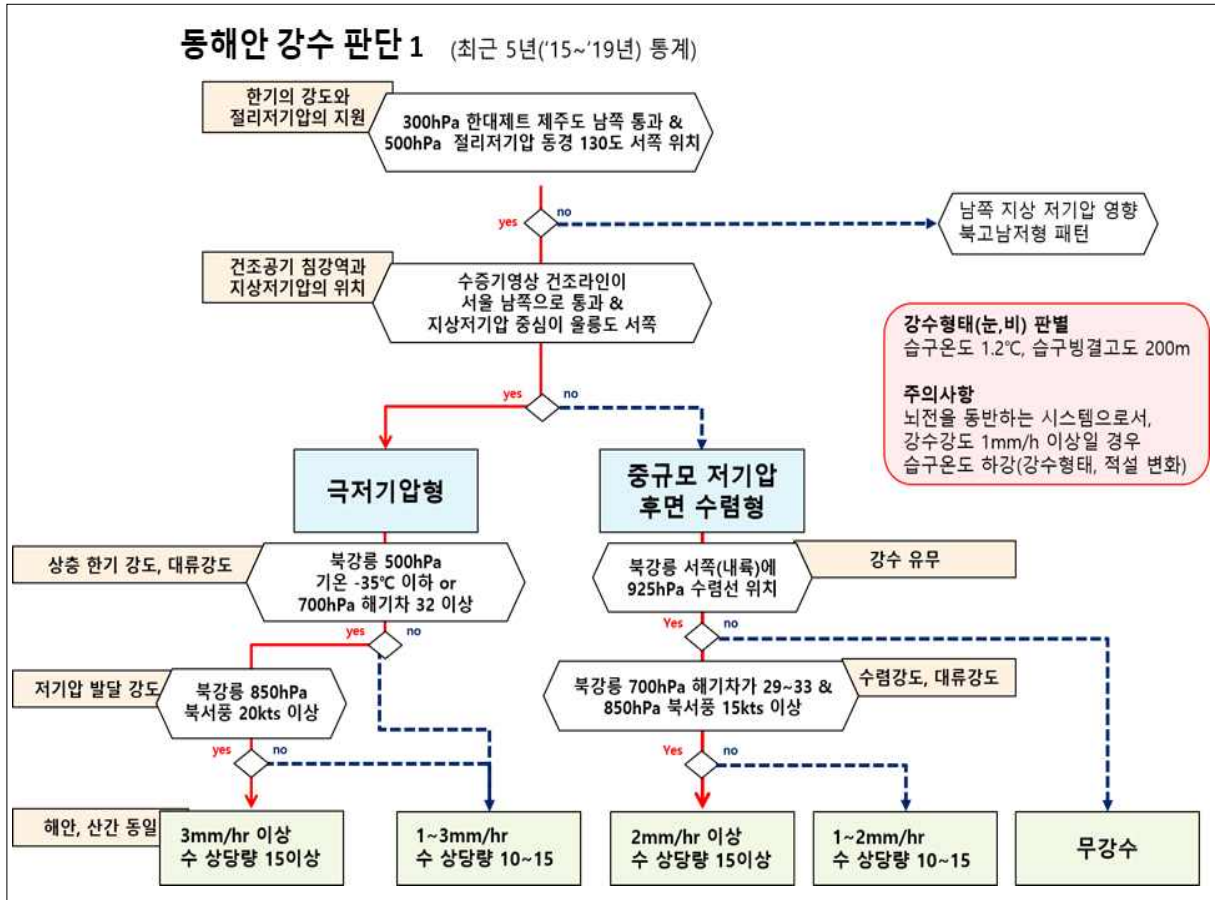 동해안 강수 판단 1 (최근 5년('15~'19년) 통계)
한기의 강도와
절리저기압의 지원
300hPa 한대제트 제주도 남쪽 통과 &
500hPa 절리저기압 동경 130도 서쪽 위치
yes
no
남쪽 지상 저기압 영향
북고남저형 패턴
건조공기 침강역과
지상저기압의 위치
수증기영상 건조라인이
서울 남쪽으로 통과 &
지상저기압 중심이 울릉도 서쪽
강수형태(눈,비) 판별
습구온도 1.2℃, 습구빙결고도 200m
주의사항
뇌전을 동반하는 시스템으로서,
강수강도 1mm/h 이상일 경우
습구온도 하강(강수형태, 적설 변화)
yes
no
극저기압형
중규모 저기압
후면 수렴형
상층 한기 강도, 대류강도
북강릉 500hPa
기온 -35℃ 이하 or
700hPa 해기차 32 이상
북강릉 서쪽(내륙)에
925hPa 수렴선 위치
강수 유무
yes
no
Yes
no
저기압 발달 강도
북강릉 850hPa
북서풍 20kts 이상
북강릉 700hPa 해기차가 29~33 &
850hPa 북서풍 15kts 이상
수렴강도, 대류강도
yes
no
Yes
no
해안, 산간 동일
3mm/hr 이상
수 상당량 15이상
1~3mm/hr
수 상당량 10~15
2mm/hr 이상
수 상당량 15이상
1~2mm/hr
수 상당량 10~15
무강수